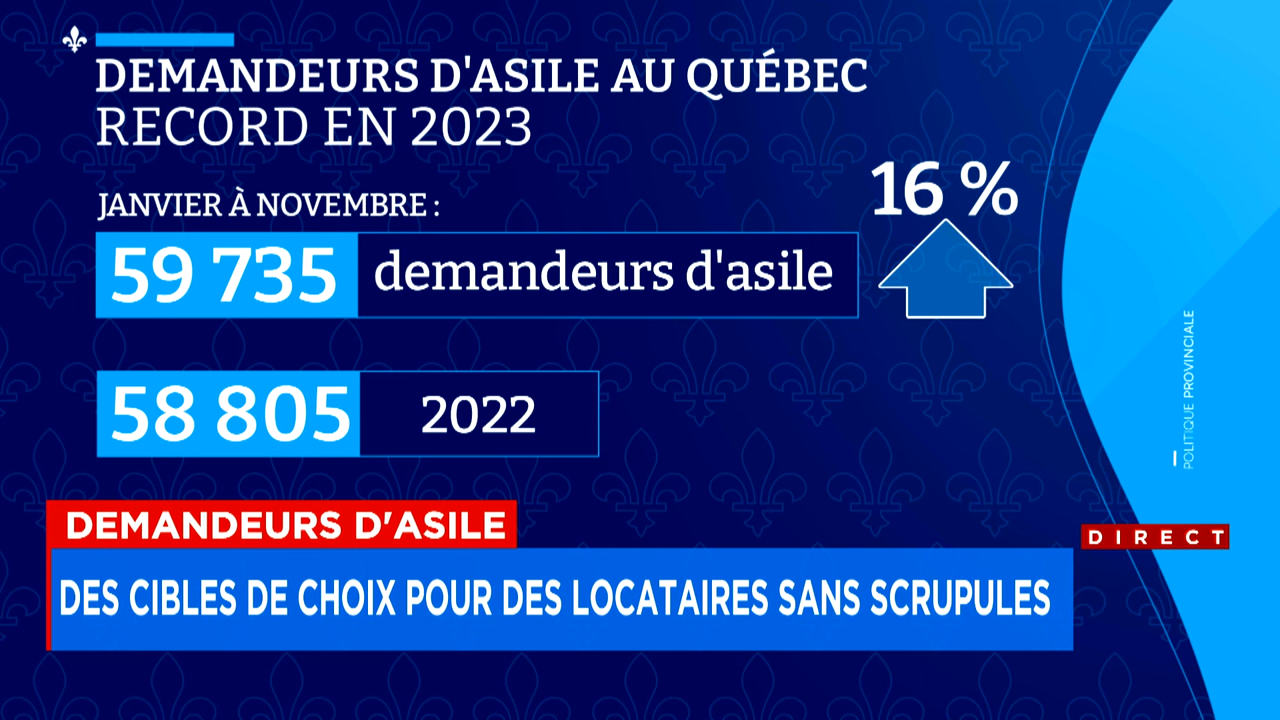 DEMANDEURS D'ASILE AU QUÉBEC
RECORD EN 2023
JANVIER À NOVEMBRE :
16 %
59 735 demandeurs d'asile
58 805 2022
POLITIQUE PROVINCIALE
DEMANDEURS D'ASILE
DIRECT
DES CIBLES DE CHOIX POUR DES LOCATAIRES SANS SCRUPULES